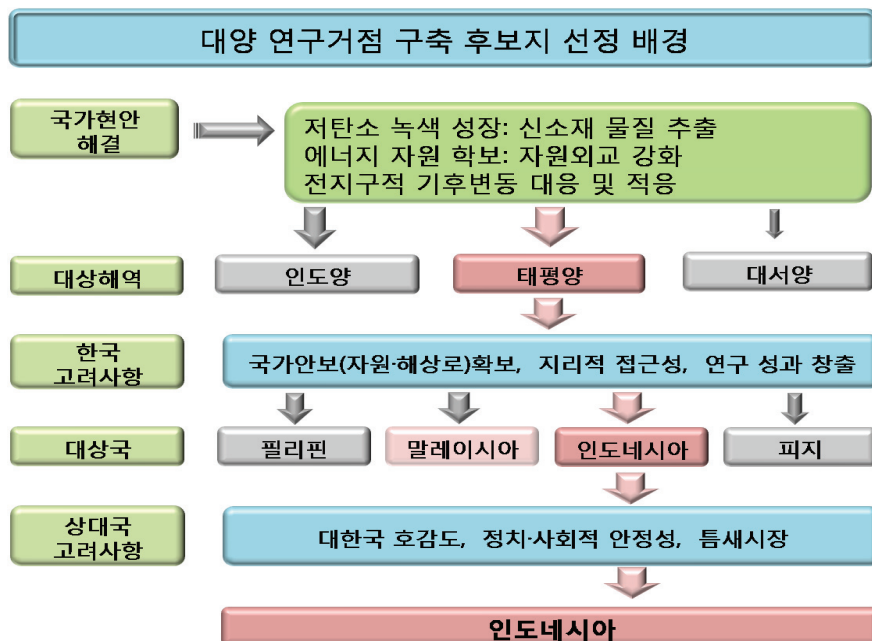 대양 연구거점 구축 후보지 선정 배경
국가현안
해결
저탄소 녹색 성장: 신소재 물질 추출
에너지 자원 학보: 자원외교 강화
전지구적 기후변동 대응 및 적응
대상해역
인도양
태평양
대서양
한국
고려사항
국가안보(자원·해상로)확보, 지리적 접근성, 연구 성과 창출
대상국
필리핀
말레이시아
인도네시아
피지
상대국
고려사항
대한국 호감도, 정치·사회적 안정성, 틈새시장
인도네시아